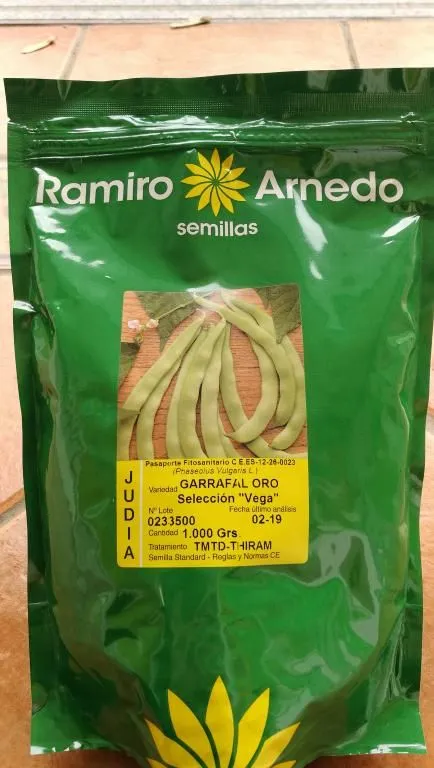 Ramiro Arnedo
semillas
Pasaporte Fitosanitario C E.ES-12-26-0023
(Phaseolus Vulgaris L.)
JUDIA
Variedad GARRAFAL ORO
Selección "Vega"
Nº Lote Fecha último análisis
0233500 02-19
Cantidad 1.000 Grs.
Tratamiento TMTD-THIRAM
Semilla Standard - Reglas y Normas CE